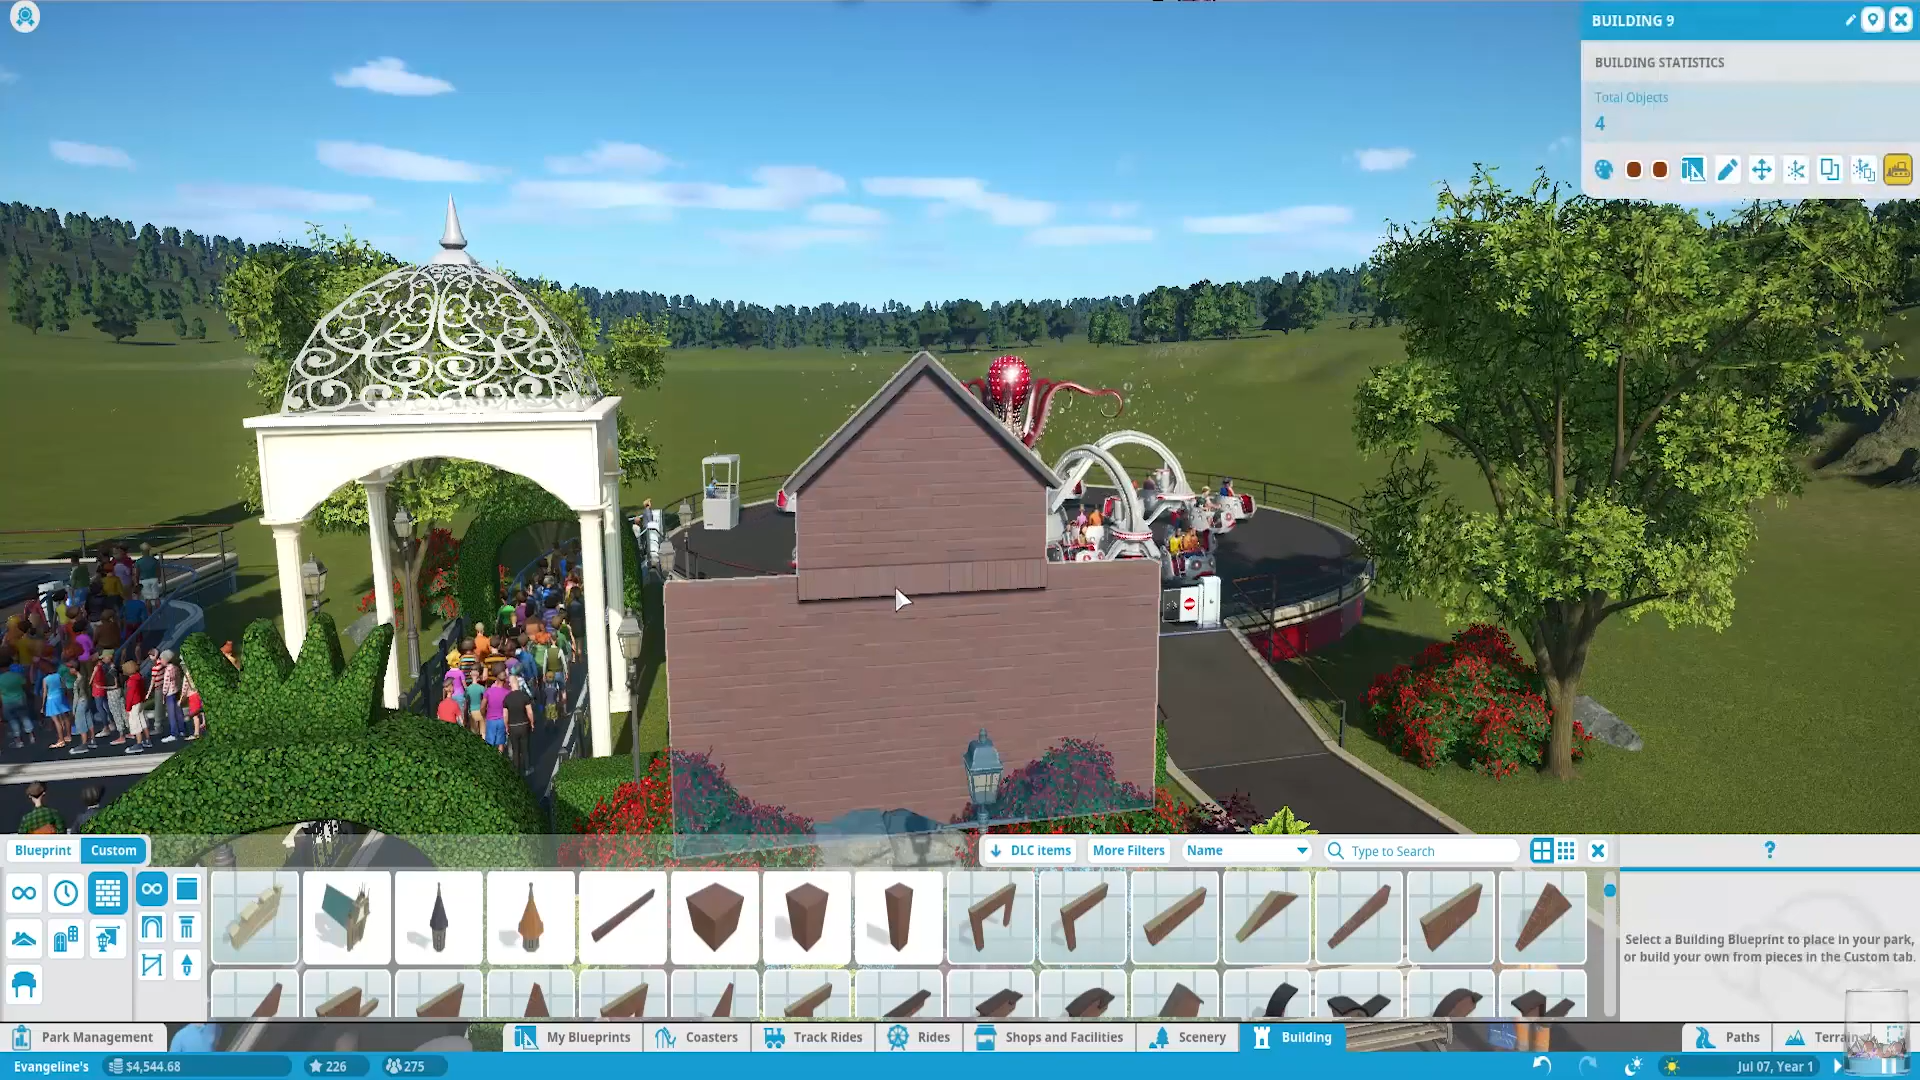 BUILDING 9
BUILDING STATISTICS
Total Objects
4
Blueprint
Custom
DLC items
More Filters
Name
Type to Search
?
Select a Building Blueprint to place in your park,
or build your own from pieces in the Custom tab.
Park Management
My Blueprints
Coasters
Track Rides
Rides
Shops and Facilities
Scenery
Building
Paths
Terrain
Evangeline's
$4,544.68
226
275
Jul 07, Year 1